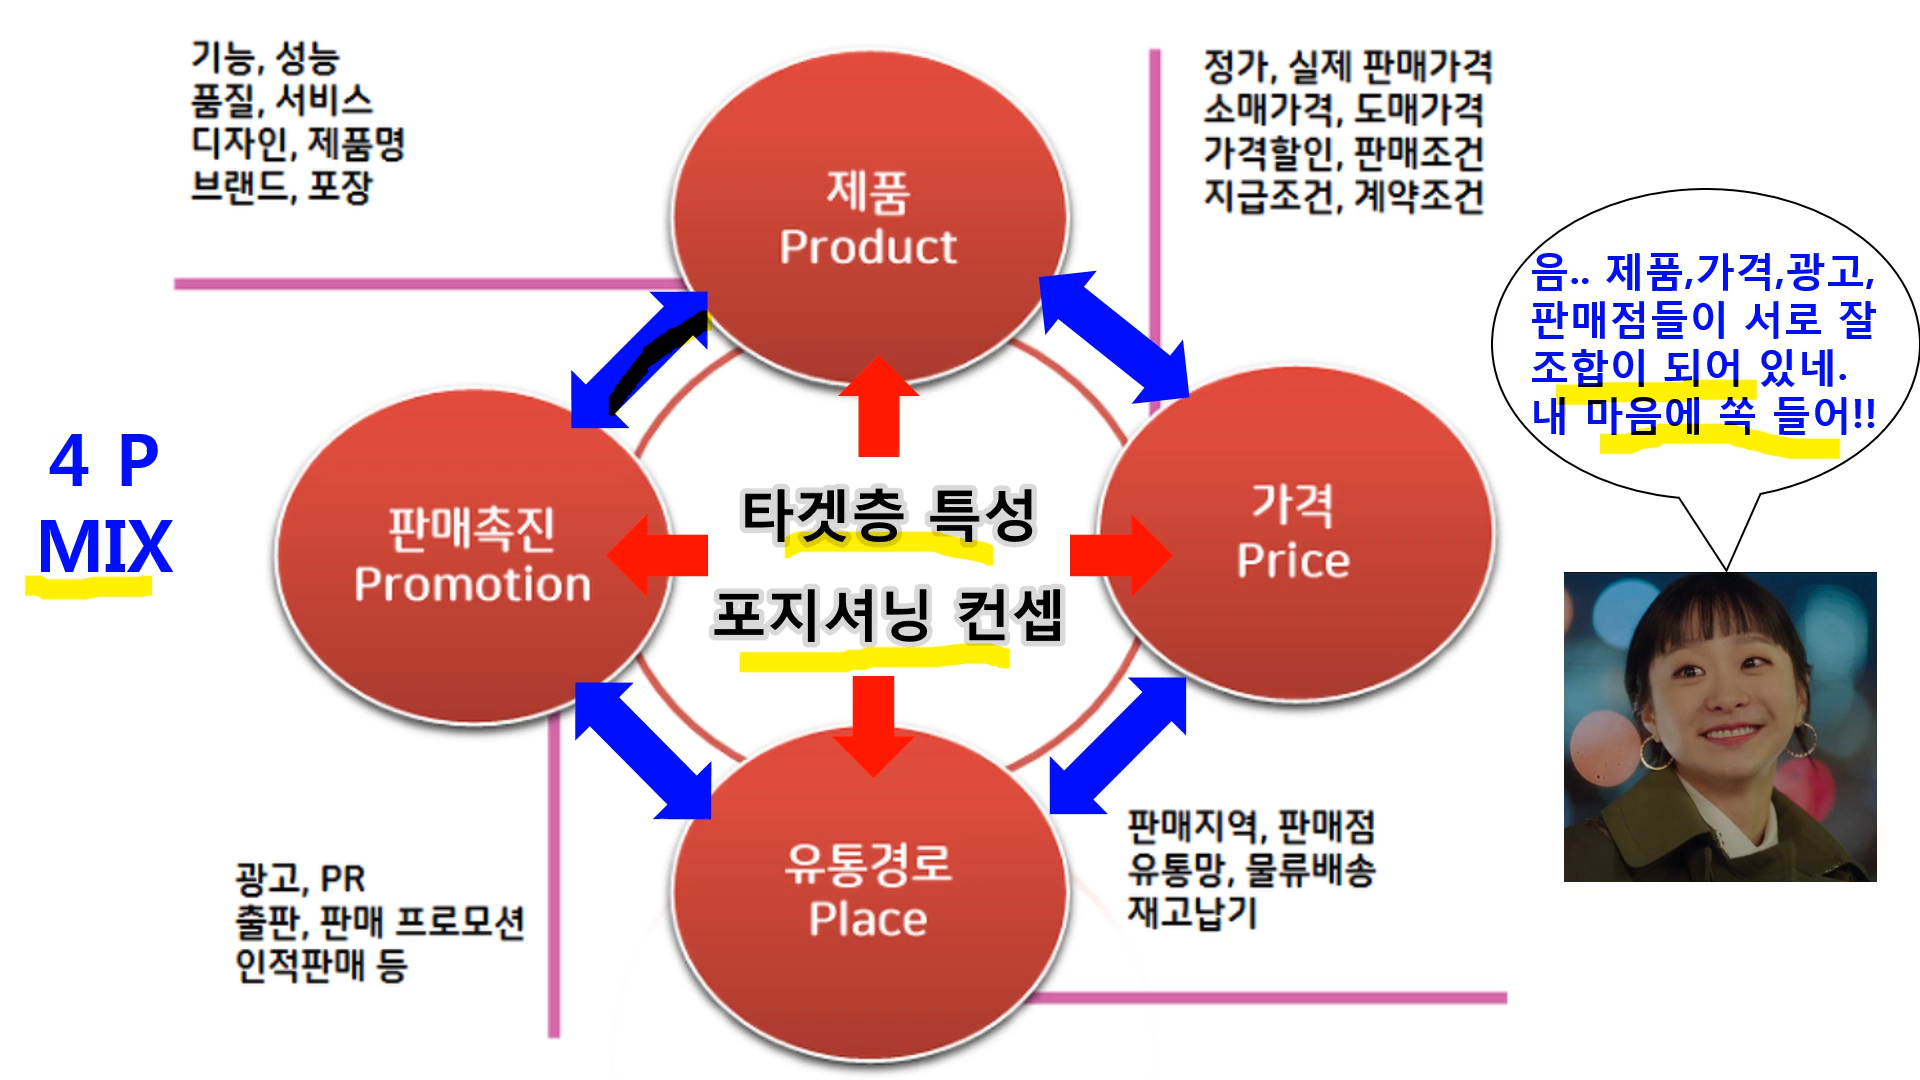 기능, 성능
품질, 서비스
디자인, 제품명
브랜드, 포장
제품
Product
정가, 실제 판매가격
소매가격, 도매가격
가격할인, 판매조건
지급조건, 계약조건
음.. 제품,가격,광고,
판매점들이 서로 잘
조합이 되어 있네.
내 마음에 쏙 들어!!
4 P
MIX
판매촉진
Promotion
타겟층 특성
포지셔닝 컨셉
가격
Price
광고, PR
출판, 판매 프로모션
인적판매 등
유통경로
Place
판매지역, 판매점
유통망, 물류배송
재고납기